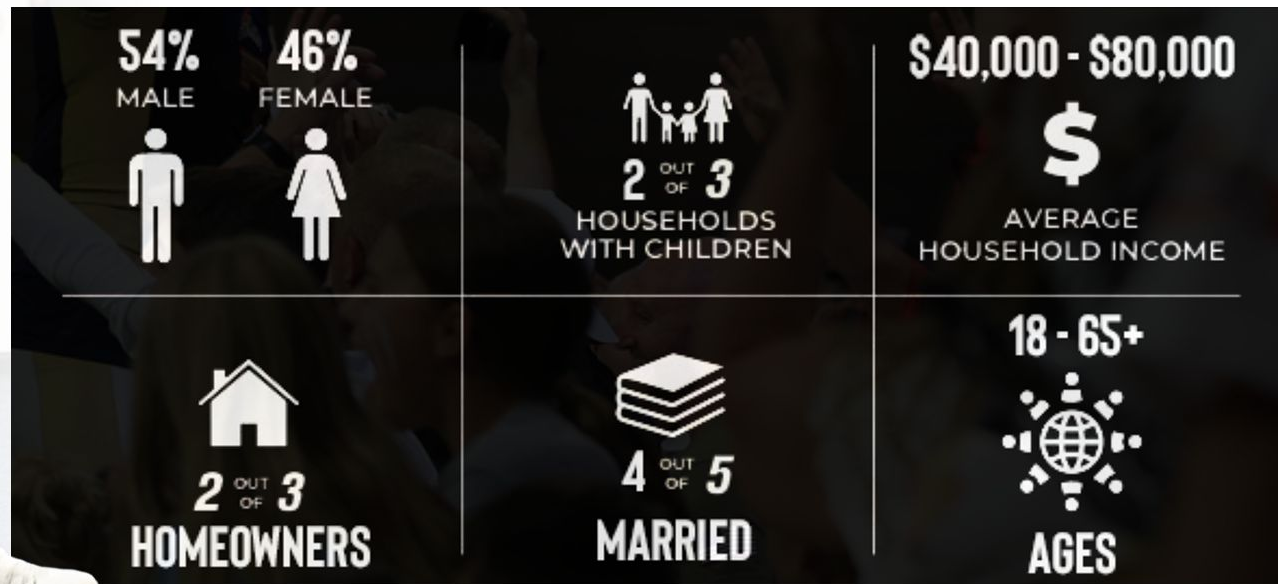 54% 46%
MALE FEMALE
2 OUT OF 3
HOUSEHOLDS
WITH CHILDREN
$40,000 - $80,000
$
AVERAGE
HOUSEHOLD INCOME
2 OUT OF 3
HOMEOWNERS
4 OUT OF 5
MARRIED
18 - 65+
AGES